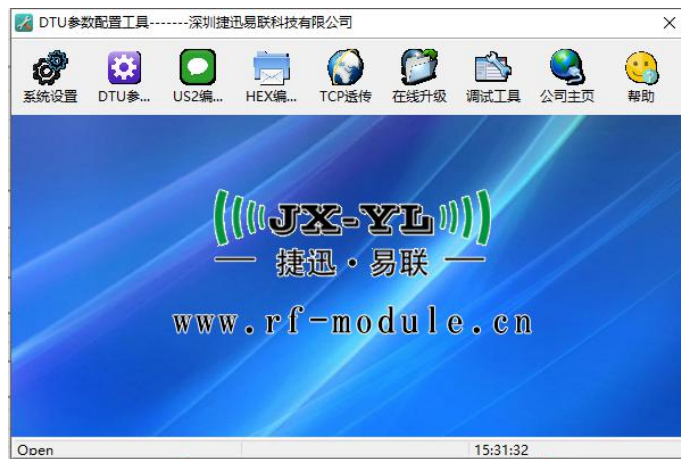 DTU参数配置工具-------深圳捷迅易联科技有限公司
系统设置 DTU参... US2编... HEX编... TCP透传 在线升级 调试工具 公司主页 帮助
JX-YL
捷迅·易联
www.rf-module.cn
Open 15:31:32